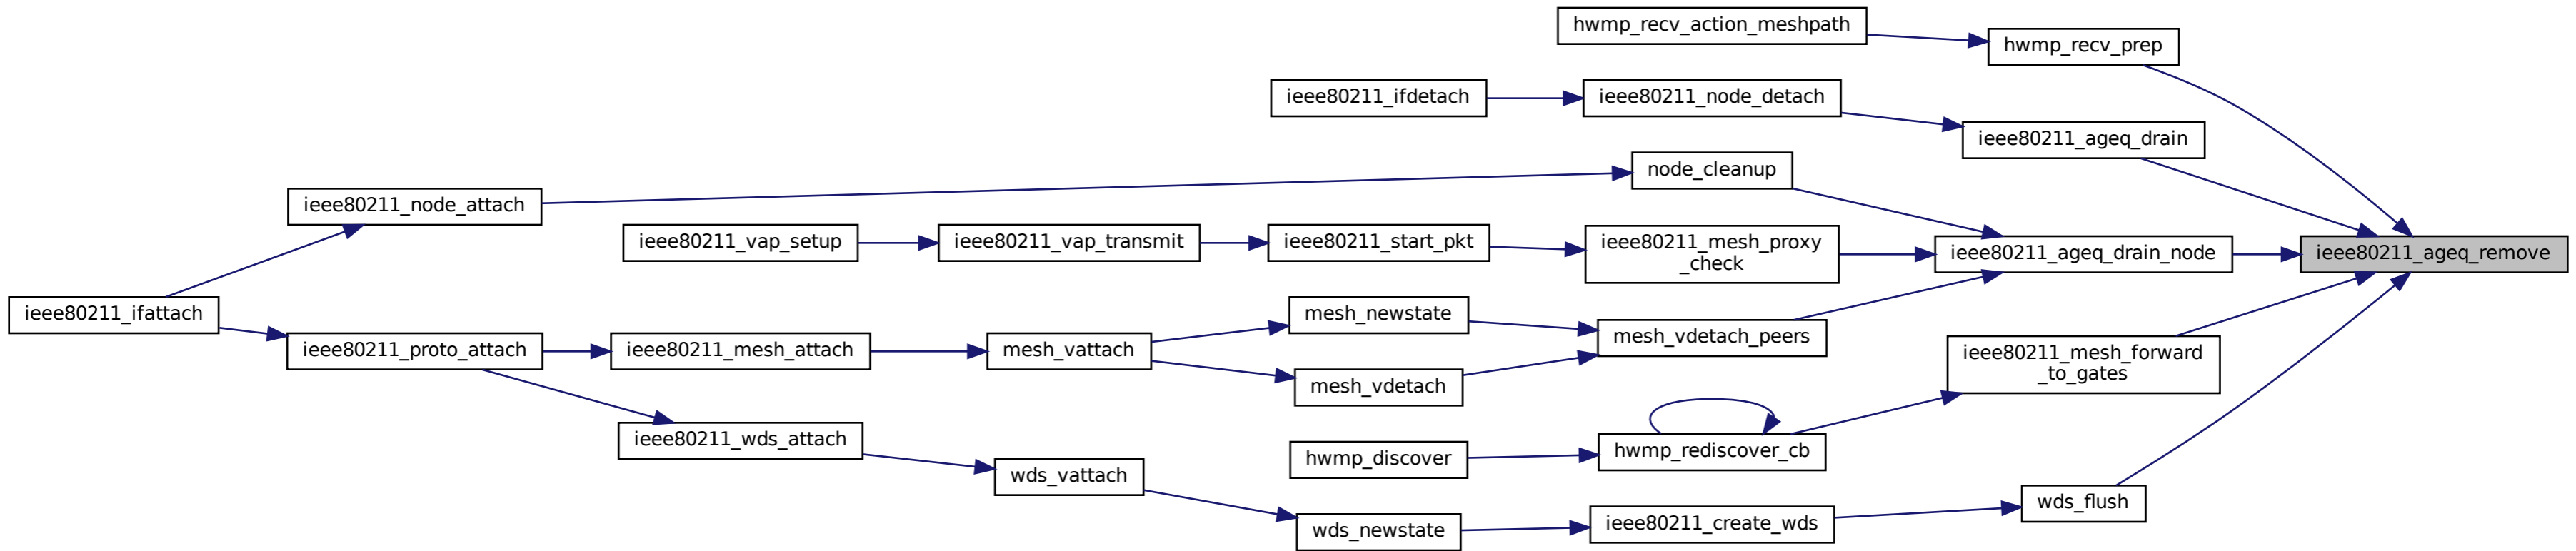 hwmp_recv_action_meshpath
hwmp_recv_prep
ieee80211_ifdetach
ieee80211_node_detach
ieee80211_ageq_drain
node_cleanup
ieee80211_node_attach
ieee80211_vap_setup
ieee80211_vap_transmit
ieee80211_start_pkt
ieee80211_mesh_proxy
_check
ieee80211_ageq_drain_node
ieee80211_ageq_remove
ieee80211_ifattach
mesh_newstate
ieee80211_proto_attach
ieee80211_mesh_attach
mesh_vattach
mesh_vdetach_peers
ieee80211_mesh_forward
_to_gates
mesh_vdetach
ieee80211_wds_attach
hwmp_discover
hwmp_rediscover_cb
wds_vattach
wds_flush
wds_newstate
ieee80211_create_wds